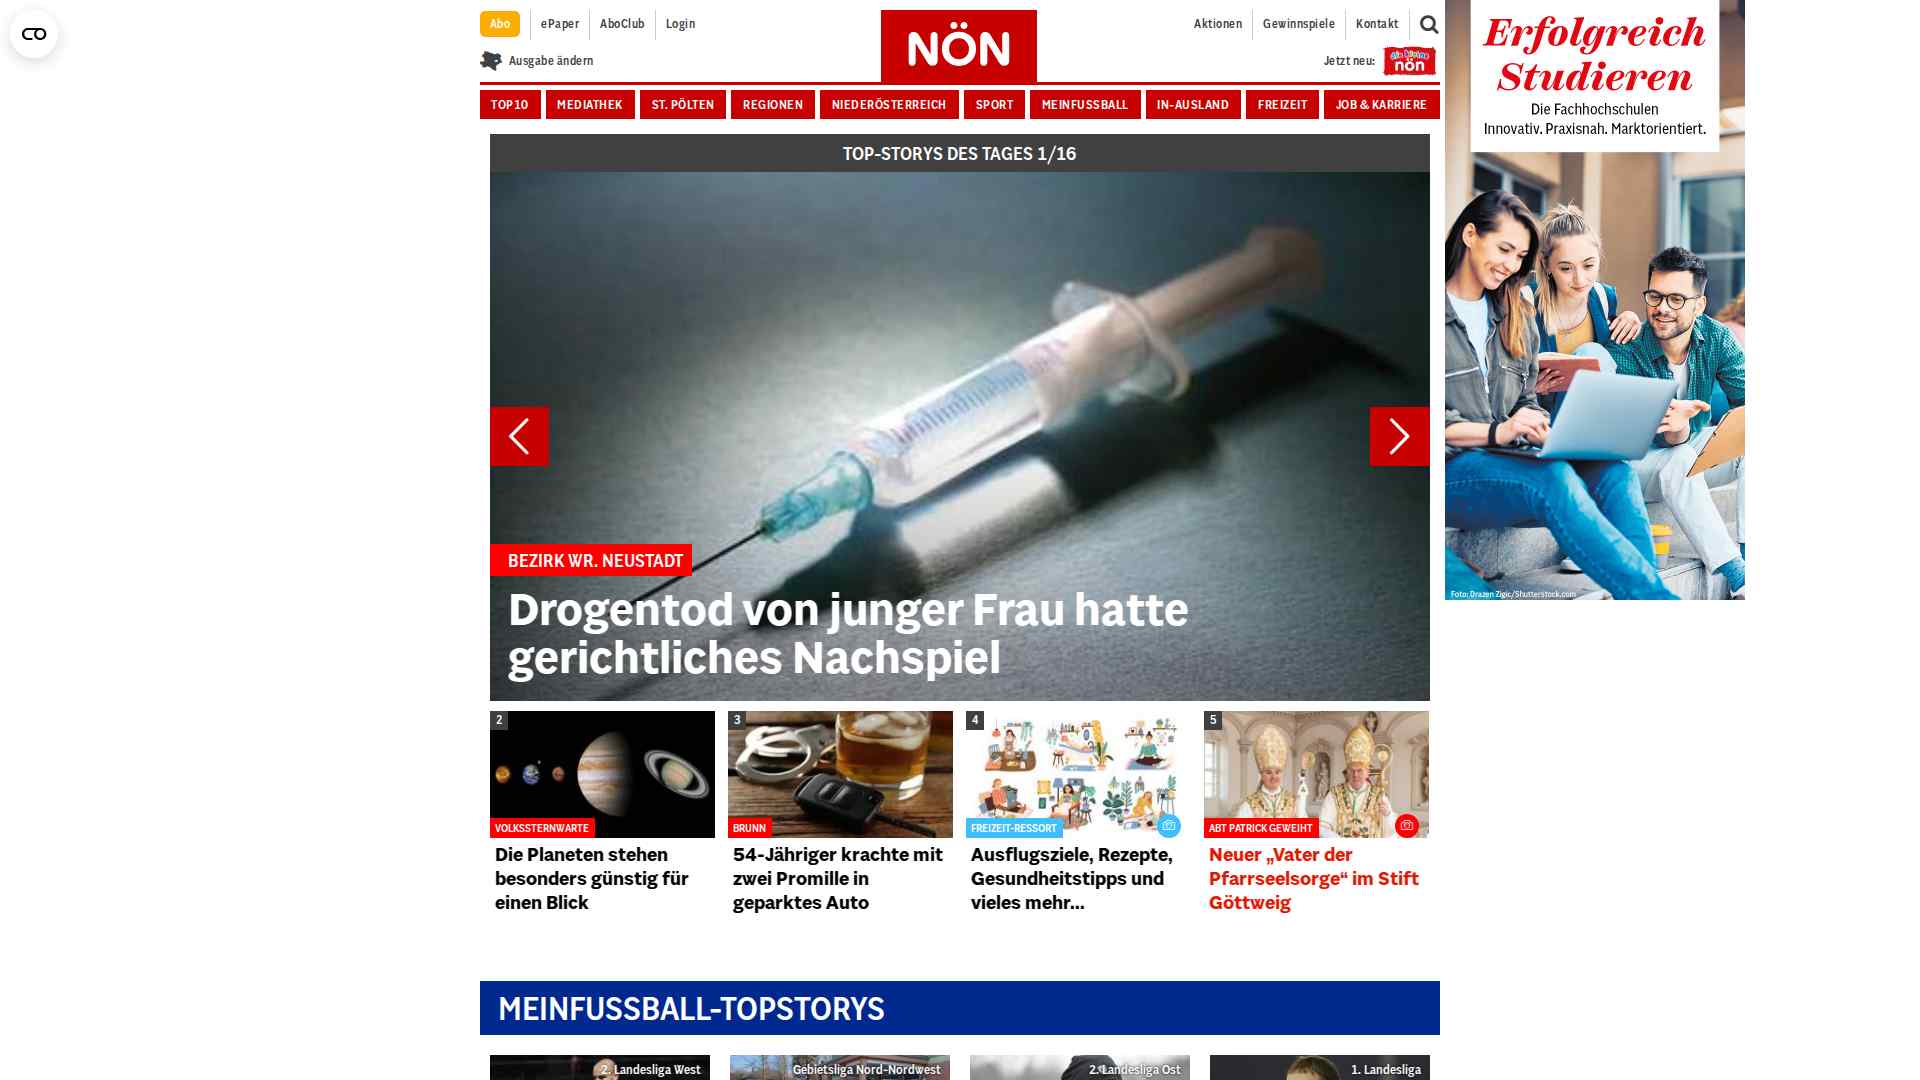 Abo
ePaper
AboClub
Login
NÖN
Aktionen
Gewinnspiele
Kontakt
Ausgabe ändern
Jetzt neu:
die kleine
nön
TOP10
MEDIATHEK
ST. PÖLTEN
REGIONEN
NIEDERÖSTERREICH
SPORT
MEINFUSSBALL
IN-AUSLAND
FREIZEIT
JOB & KARRIERE
TOP-STORYS DES TAGES 1/16
BEZIRK WR. NEUSTADT
Drogentod von junger Frau hatte
gerichtliches Nachspiel
2
VOLKSSTERNWARTE
Die Planeten stehen
besonders günstig für
einen Blick
3
BRUNN
54-Jähriger krachte mit
zwei Promille in
geparktes Auto
4
FREIZEIT-RESSORT
Ausflugsziele, Rezepte,
Gesundheitstipps und
vieles mehr...
5
ABT PATRICK GEWEIHT
Neuer „Vater der
Pfarrseelsorge“ im Stift
Göttweig
MEINFUSSBALL-TOPSTORYS
2. Landesliga West
Gebietsliga Nord-Nordwest
2. Landesliga Ost
1. Landesliga
Erfolgreich
Studieren
Die Fachhochschulen
Innovativ. Praxisnah. Marktorientiert.
Foto: Drazen Zigic/Shutterstock.com